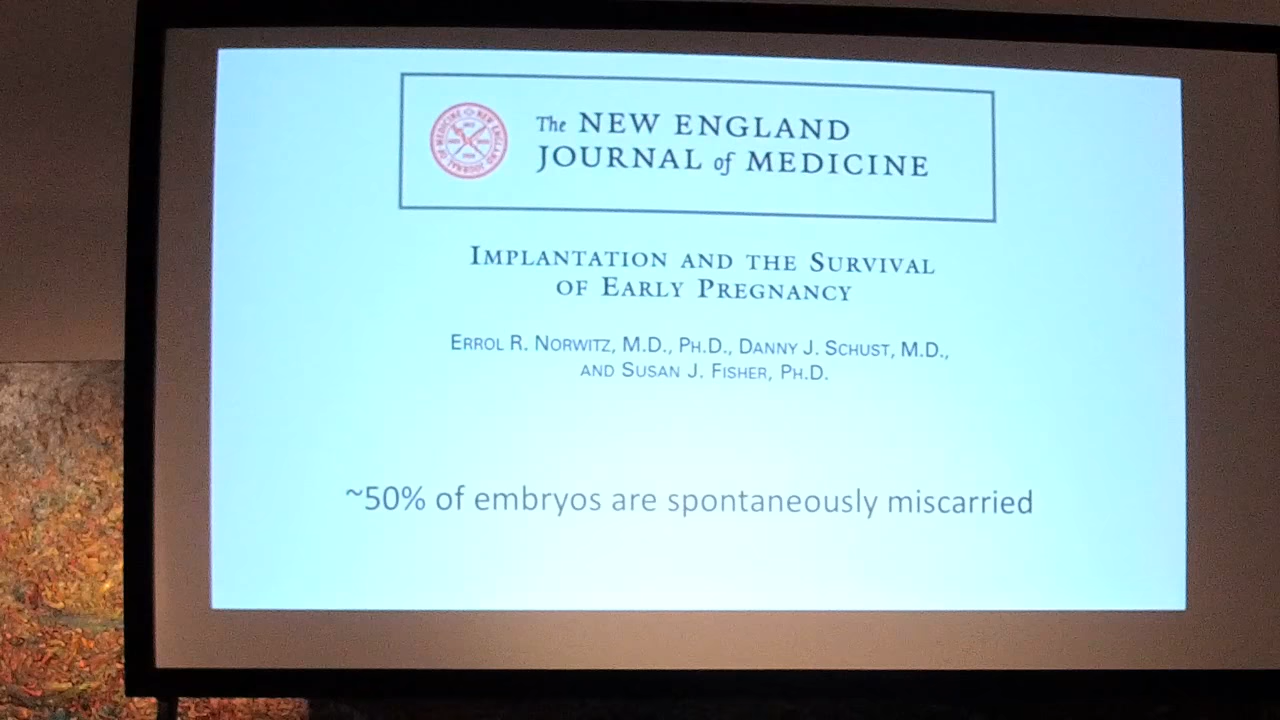 The NEW ENGLAND
JOURNAL of MEDICINE
IMPLANTATION AND THE SURVIVAL
OF EARLY PREGNANCY
ERROL R. NORWITZ, M.D., PH.D., DANNY J. SCHUST, M.D.,
AND SUSAN J. FISHER, PH.D.
~50% of embryos are spontaneously miscarried